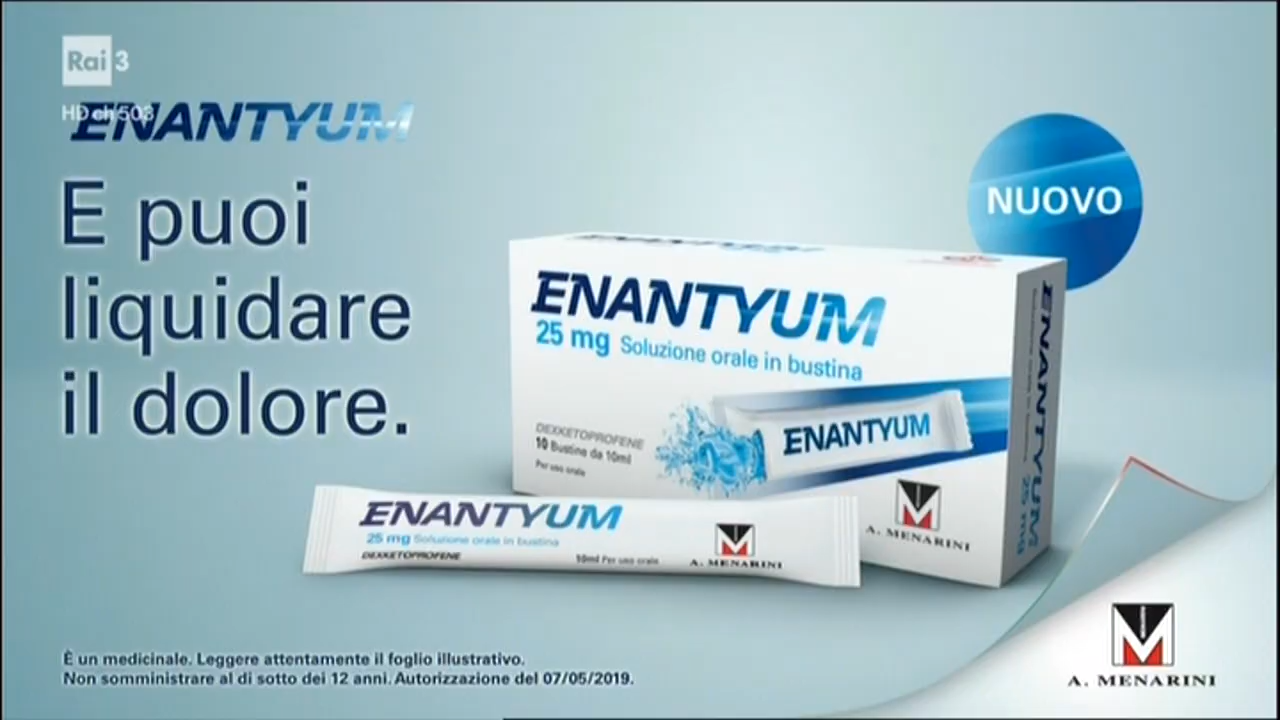 Rai 3
HD ch 503
ENANTYUM
E puoi
liquidare
il dolore.
NUOVO
ENANTYUM
25 mg Soluzione orale in bustina
ENANTYUM
DEXKETOPROFENE
10 Bustine da 10ml
Per uso orale
A. MENARINI
ENANTYUM 25 mg
ENANTYUM
25 mg Soluzione orale in bustina
DEXKETOPROFENE
10ml Per uso orale
A. MENARINI
È un medicinale. Leggere attentamente il foglio illustrativo.
Non somministrare al di sotto dei 12 anni. Autorizzazione del 07/05/2019.
A. MENARINI